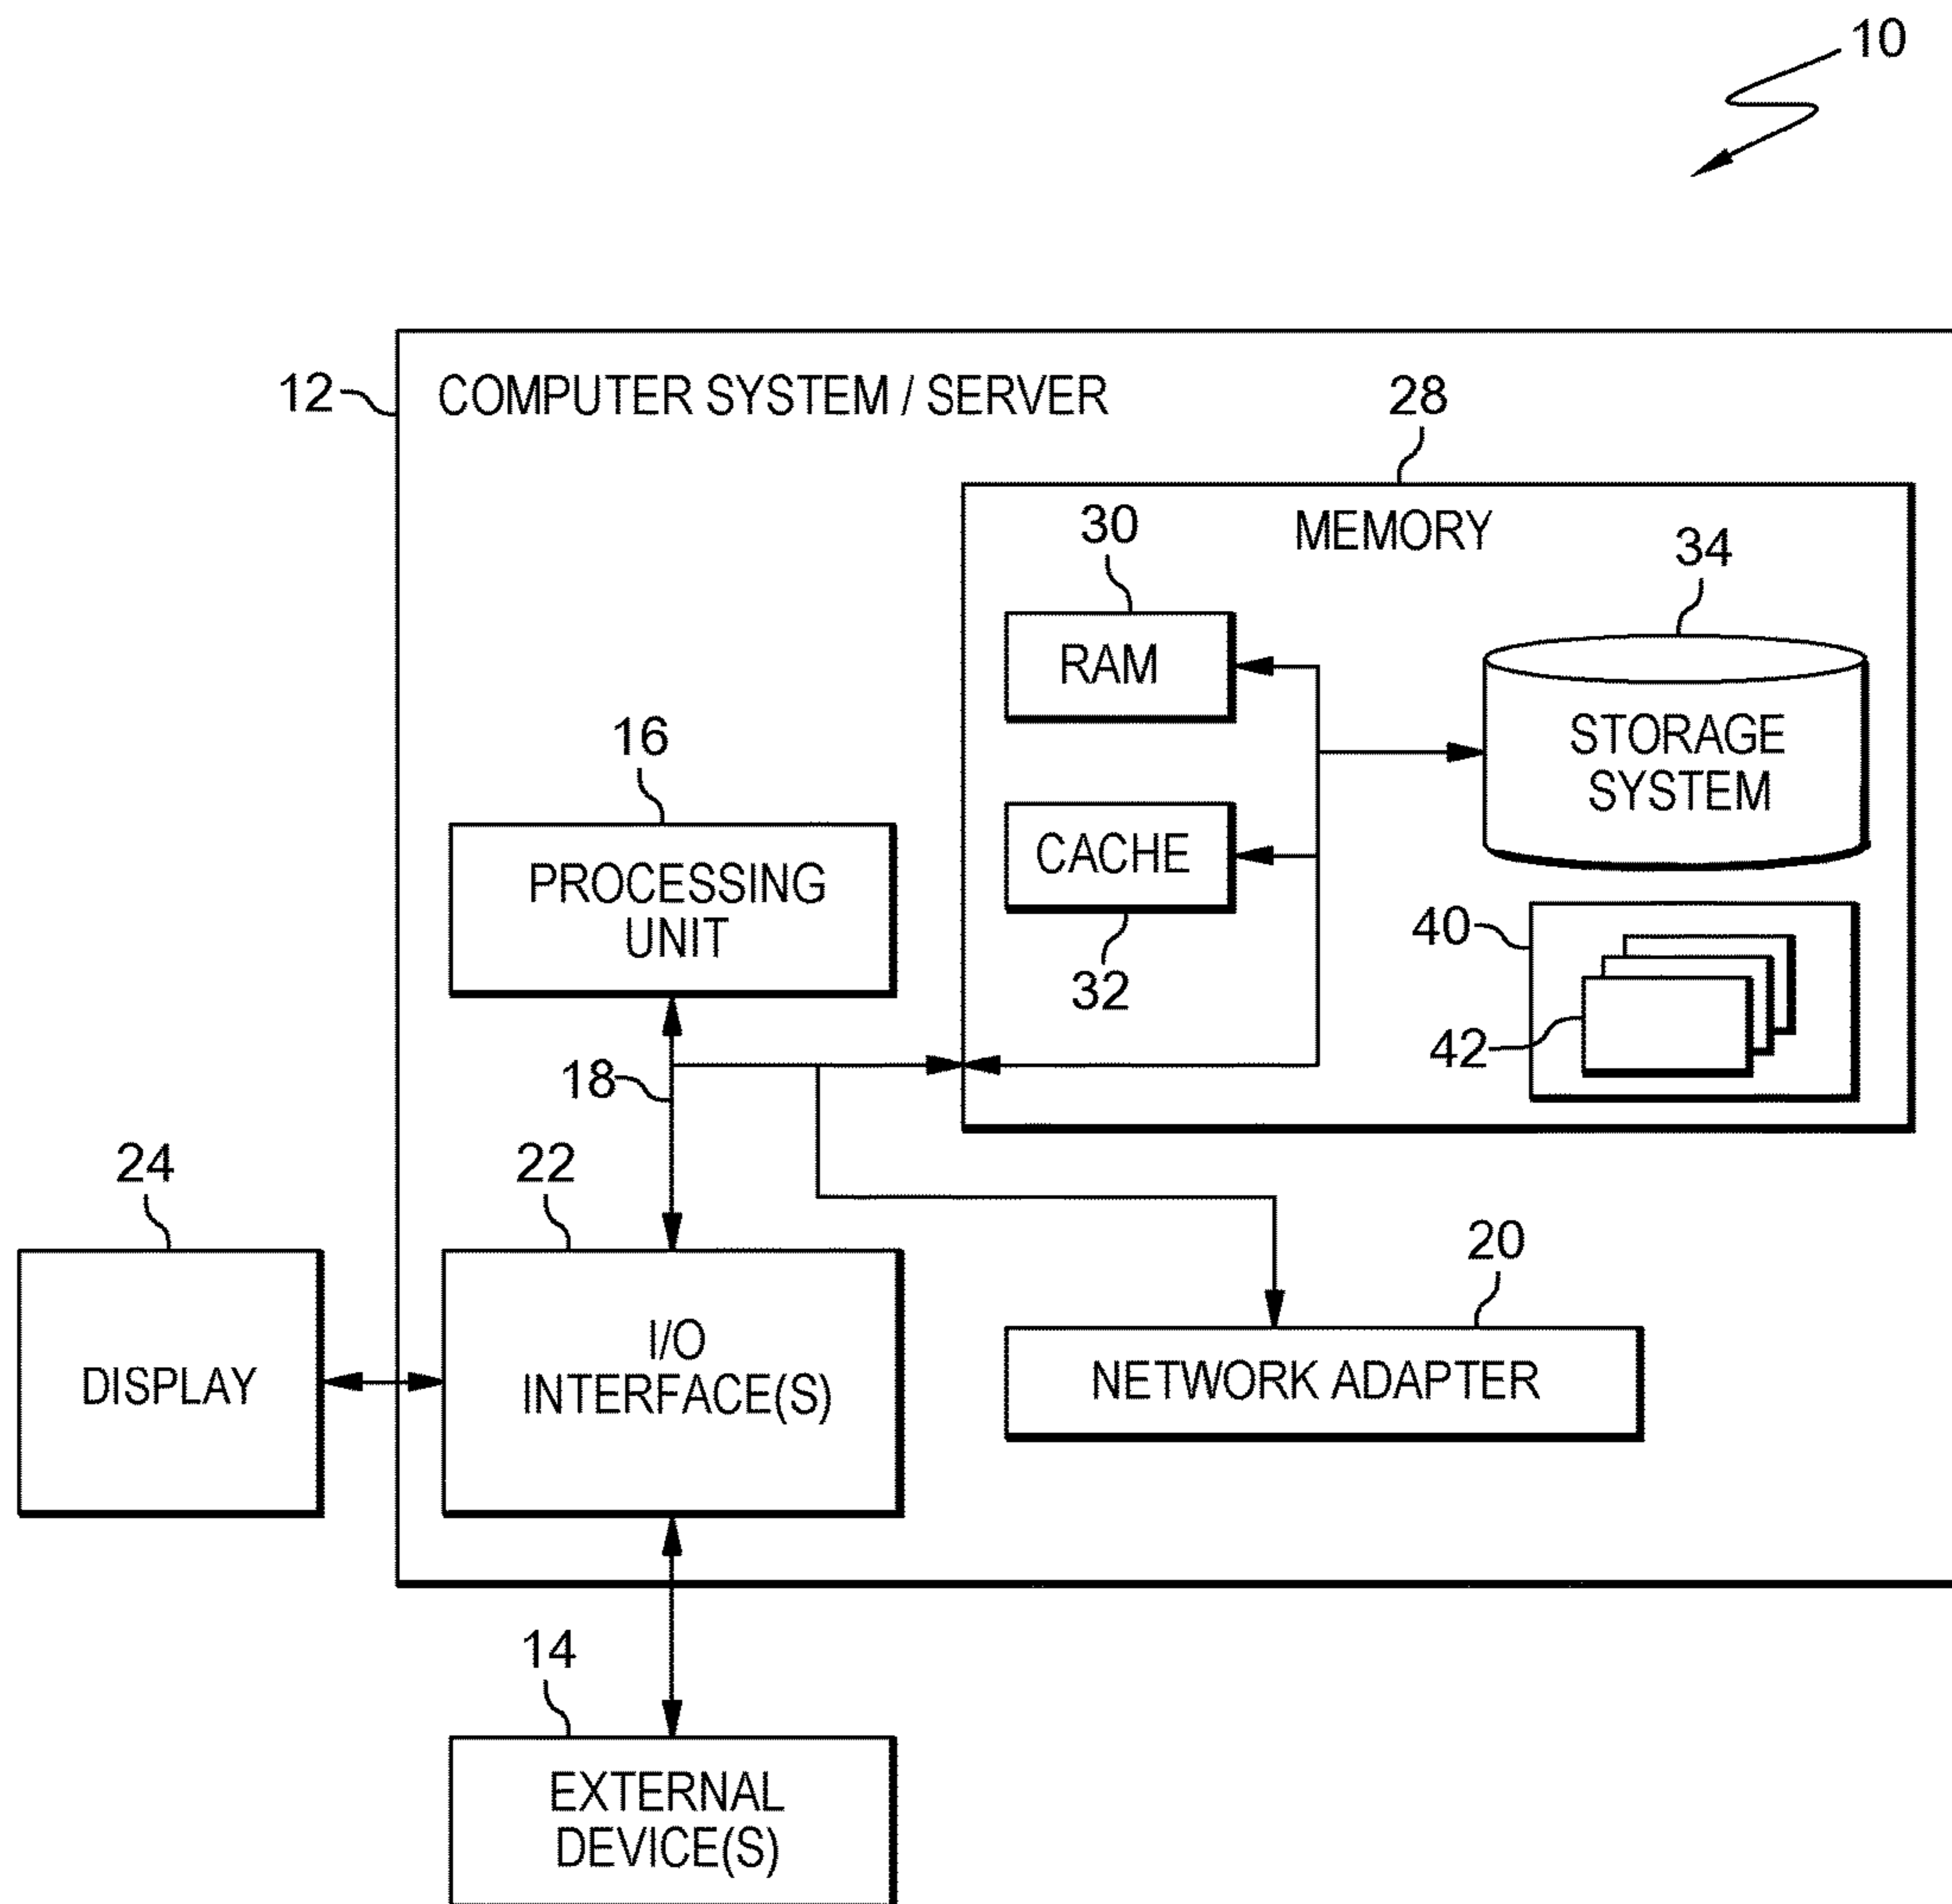 10
12
COMPUTER SYSTEM / SERVER
28
MEMORY
30
34
RAM
STORAGE
SYSTEM
16
CACHE
PROCESSING
UNIT
32
40
42
18
24
22
20
DISPLAY
I/O
INTERFACE(S)
NETWORK ADAPTER
14
EXTERNAL
DEVICE(S)